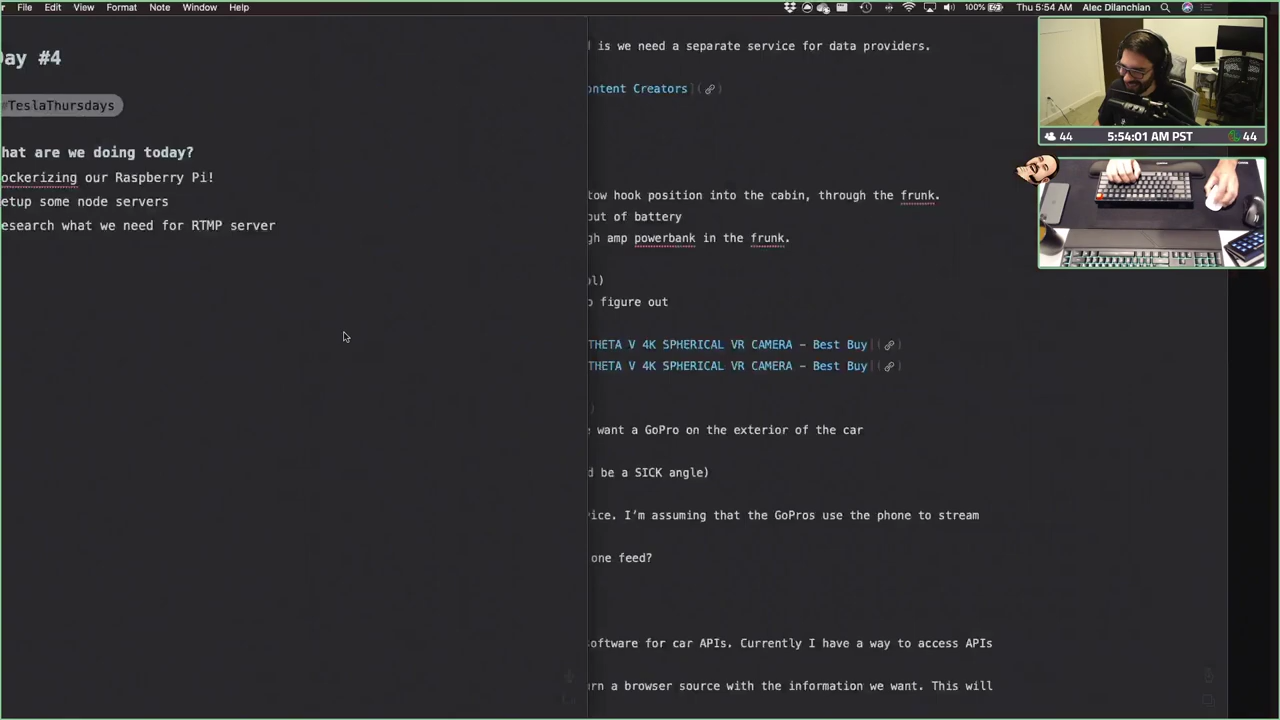 File Edit View Format Note Window Help
100% Thu 5:54 AM Alec Dilanchian
ay #4
#TeslaThursdays
hat are we doing today?
ockerizing our Raspberry Pi!
etup some node servers
esearch what we need for RTMP server
is we need a separate service for data providers.
ontent Creators
tow hook position into the cabin, through the frunk.
out of battery
gh amp powerbank in the frunk.
ol)
o figure out
THETA V 4K SPHERICAL VR CAMERA – Best Buy
THETA V 4K SPHERICAL VR CAMERA – Best Buy
want a GoPro on the exterior of the car
d be a SICK angle)
ice. I’m assuming that the GoPros use the phone to stream
one feed?
oftware for car APIs. Currently I have a way to access APIs
urn a browser source with the information we want. This will
44 5:54:01 AM PST 44